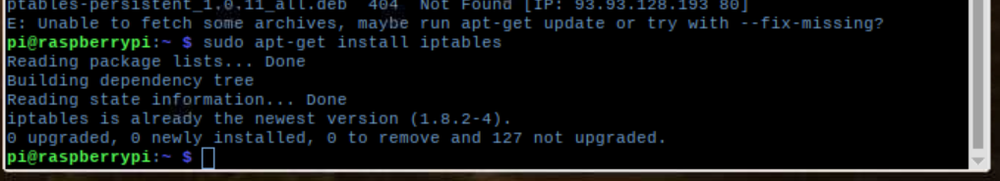 ptables-persistent_1.0.11_all.deb  404  Not Found [IP: 93.93.128.193 80]
E: Unable to fetch some archives, maybe run apt-get update or try with --fix-missing?
pi@raspberrypi:~ $ sudo apt-get install iptables
Reading package lists... Done
Building dependency tree
Reading state information... Done
iptables is already the newest version (1.8.2-4).
0 upgraded, 0 newly installed, 0 to remove and 127 not upgraded.
pi@raspberrypi:~ $